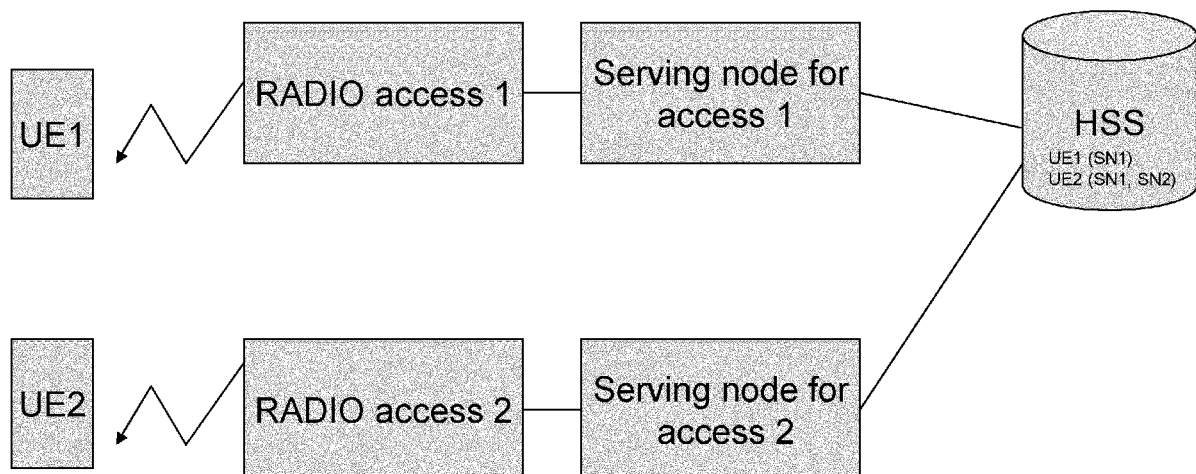 UE1
RADIO access 1
Serving node for
access 1
HSS
UE1 (SN1)
UE2 (SN1, SN2)
UE2
RADIO access 2
Serving node for
access 2